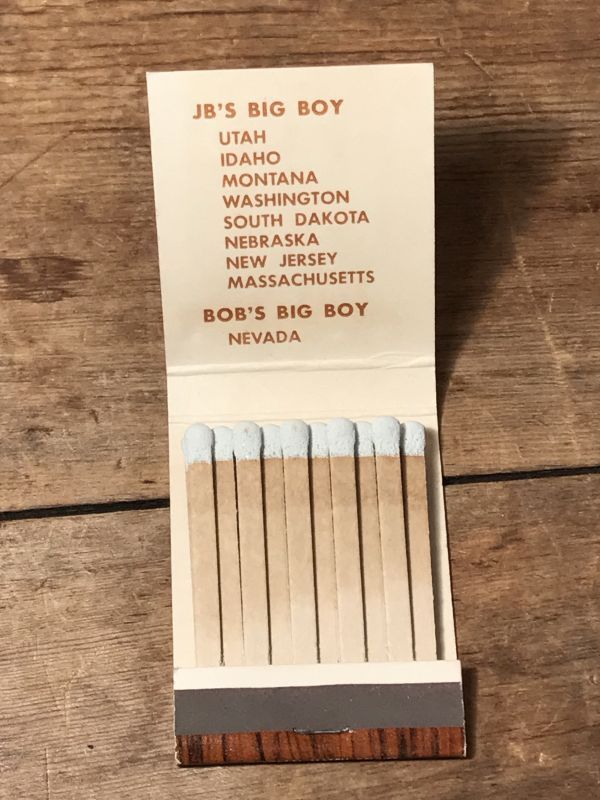 JB'S BIG BOY
UTAH
IDAHO
MONTANA
WASHINGTON
SOUTH DAKOTA
NEBRASKA
NEW JERSEY
MASSACHUSETTS
BOB'S BIG BOY
NEVADA